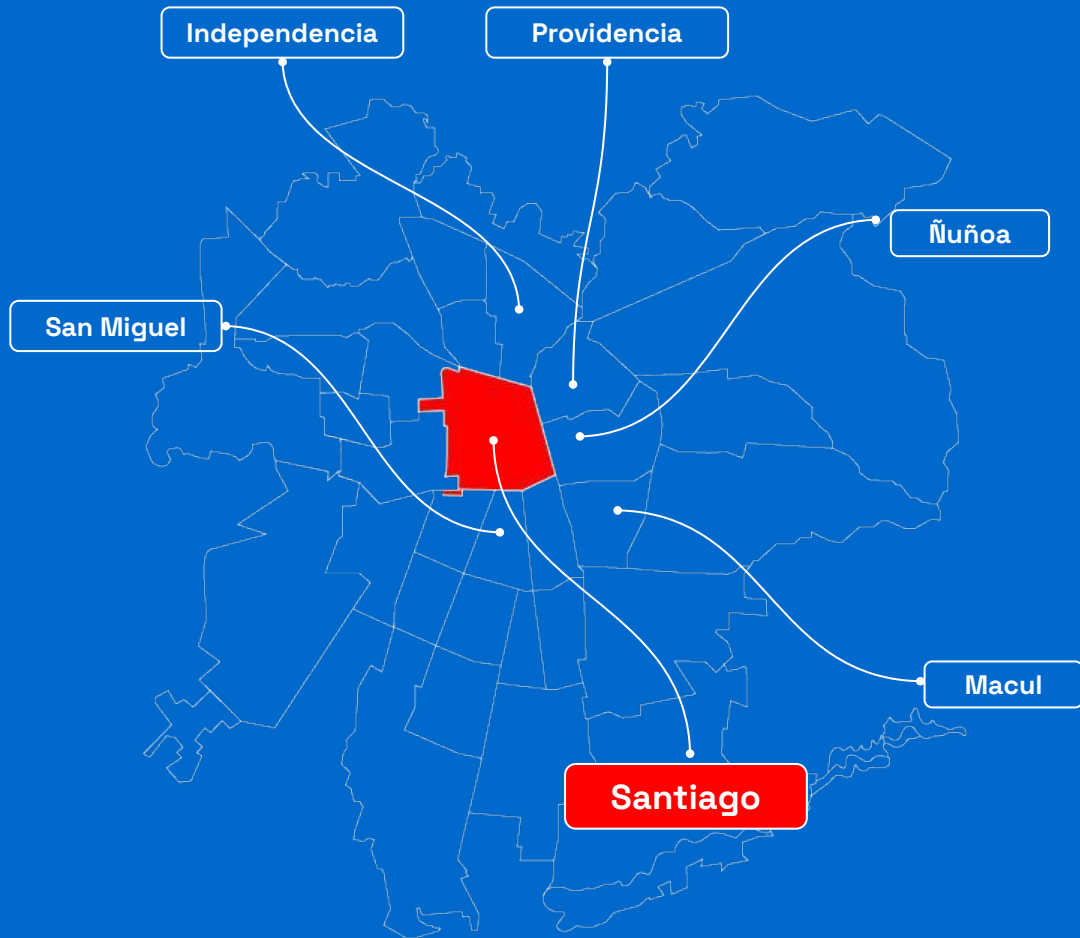 Independencia
Providencia
Ñuñoa
San Miguel
Macul
Santiago